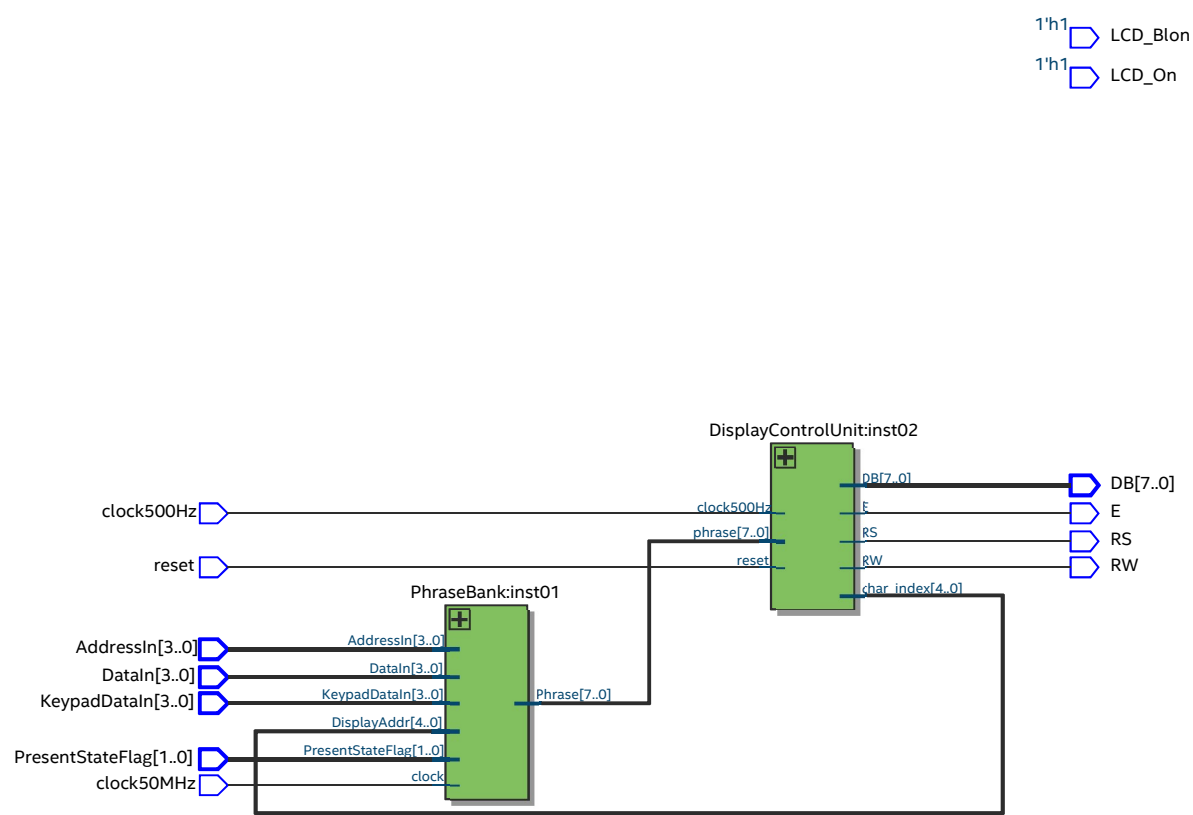 1'h1
LCD_Blon
1'h1
LCD_On
DisplayControlUnit:inst02
DB[7..0]
DB[7..0]
clock500Hz
clock500Hz
E
E
phrase[7..0]
RS
RS
reset
reset
RW
RW
PhraseBank:inst01
char_index[4..0]
AddressIn[3..0]
AddressIn[3..0]
DataIn[3..0]
DataIn[3..0]
KeypadDataIn[3..0]
KeypadDataIn[3..0]
Phrase[7..0]
DisplayAddr[4..0]
PresentStateFlag[1..0]
PresentStateFlag[1..0]
clock50MHz
clock